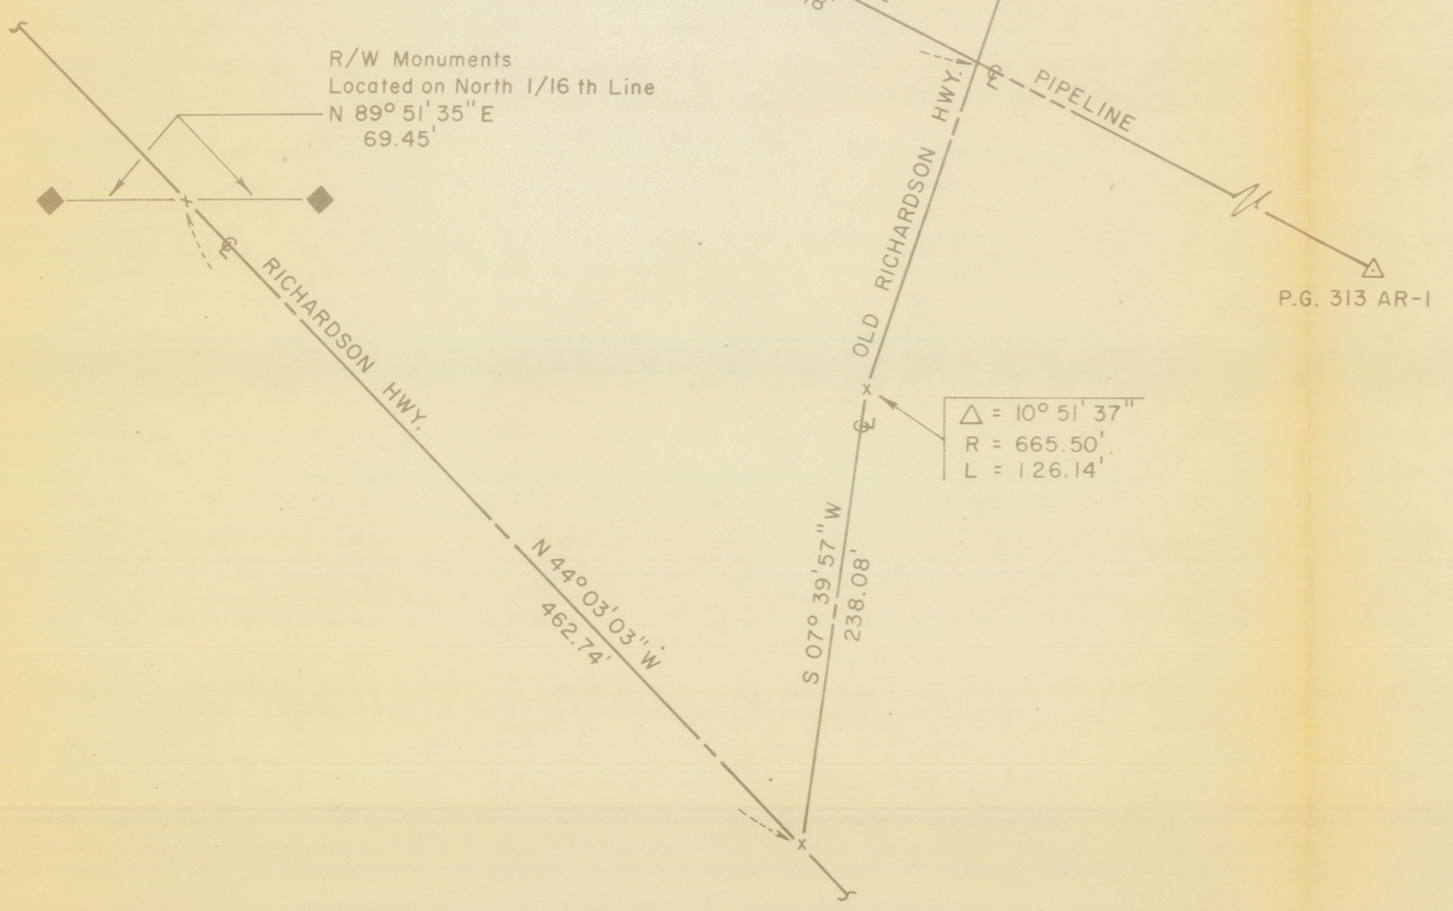 R/W Monuments
Located on North 1/16 th Line
N 89° 51' 35" E
69.45'
℄
PIPELINE
P.G. 313 AR-1
OLD RICHARDSON HWY.
℄
Δ = 10° 51' 37"
R = 665.50'
L = 126.14'
℄
RICHARDSON HWY.
N 44° 03' 03" W
462.74'
S 07° 39' 57" W
238.08'